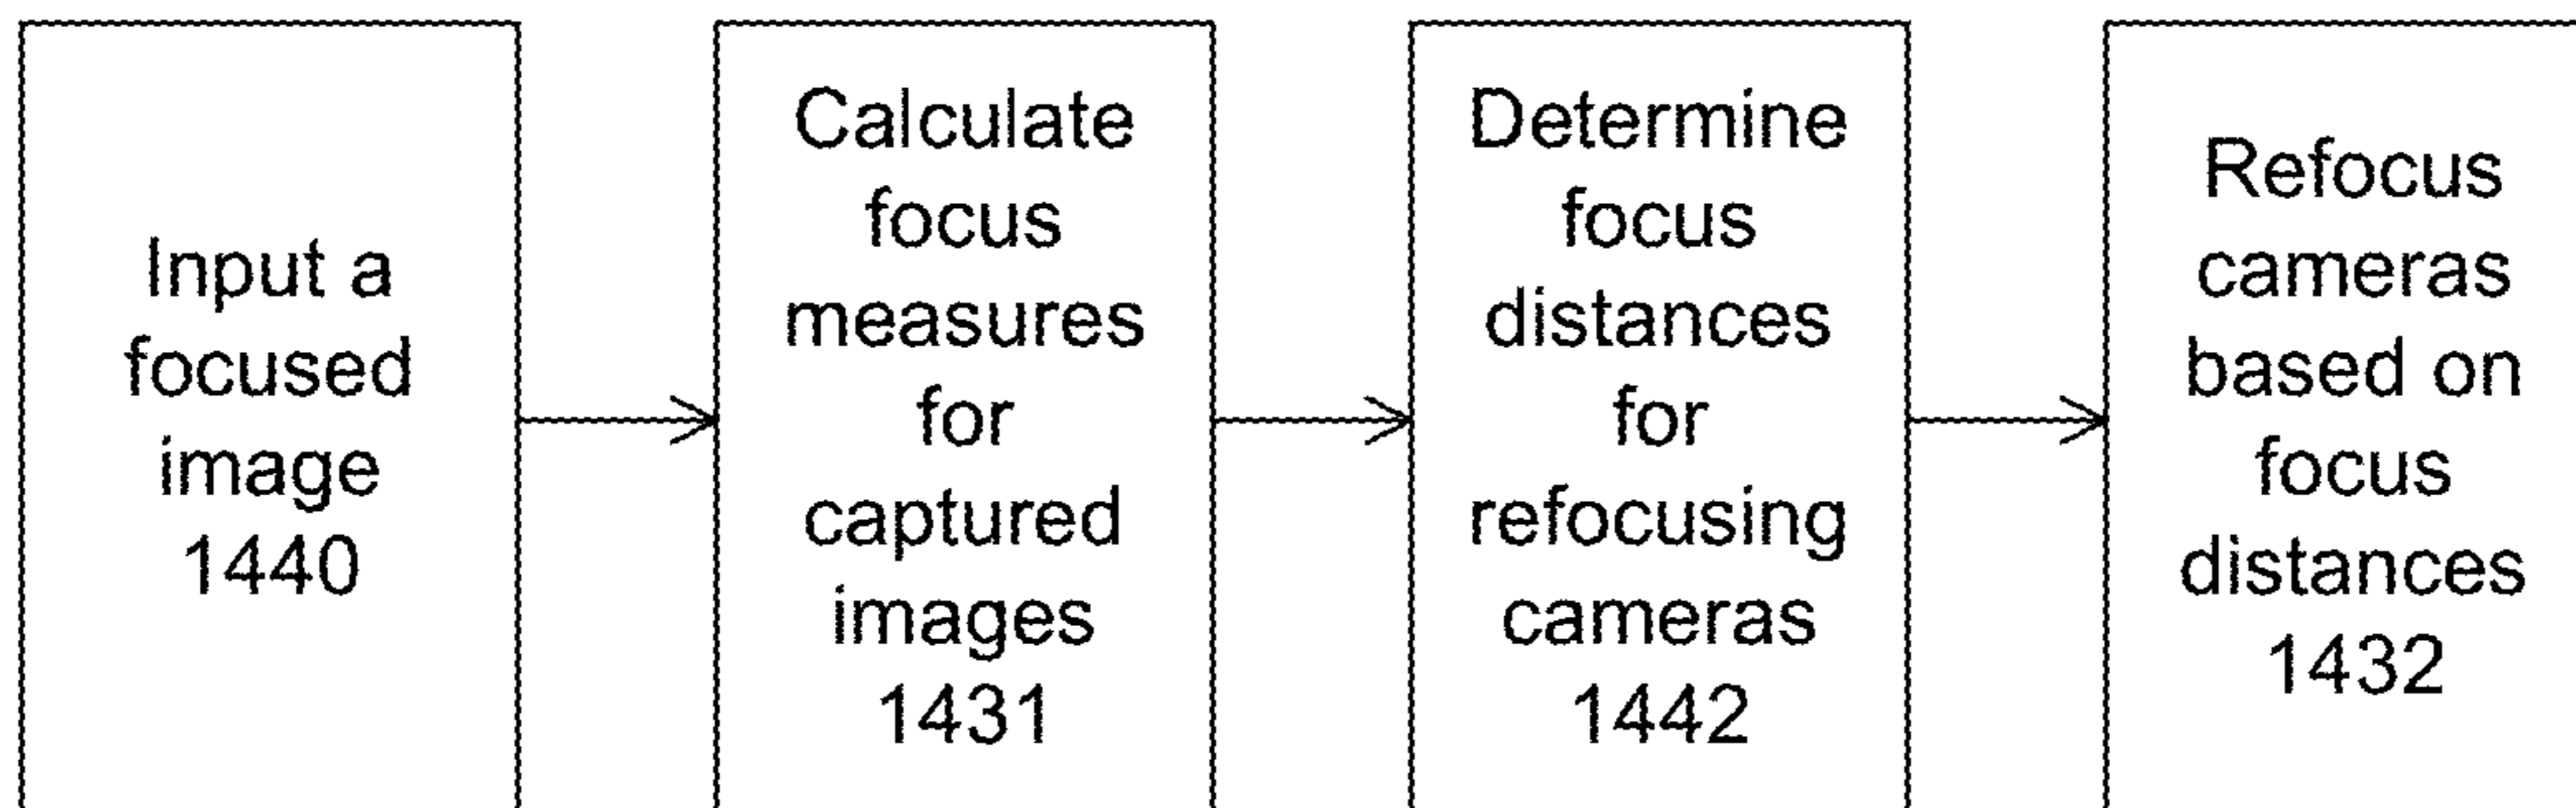 Input a
focused
image
1440
Calculate
focus
measures
for
captured
images
1431
Determine
focus
distances
for
refocusing
cameras
1442
Refocus
cameras
based on
focus
distances
1432